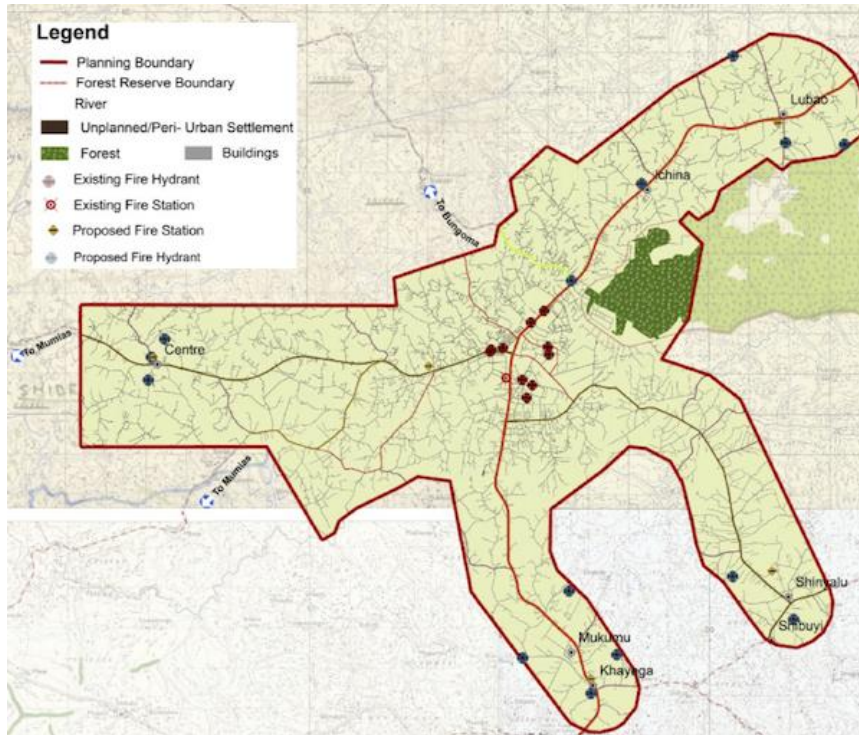 Legend
Planning Boundary
Forest Reserve Boundary
River
Unplanned/Peri- Urban Settlement
Forest
Buildings
Existing Fire Hydrant
Existing Fire Station
Proposed Fire Station
Proposed Fire Hydrant
Lubao
Ichina
To Bungoma
To Mumias
Centre
To Mumias
Shinyalu
Shibuyi
Mukumu
Khayega